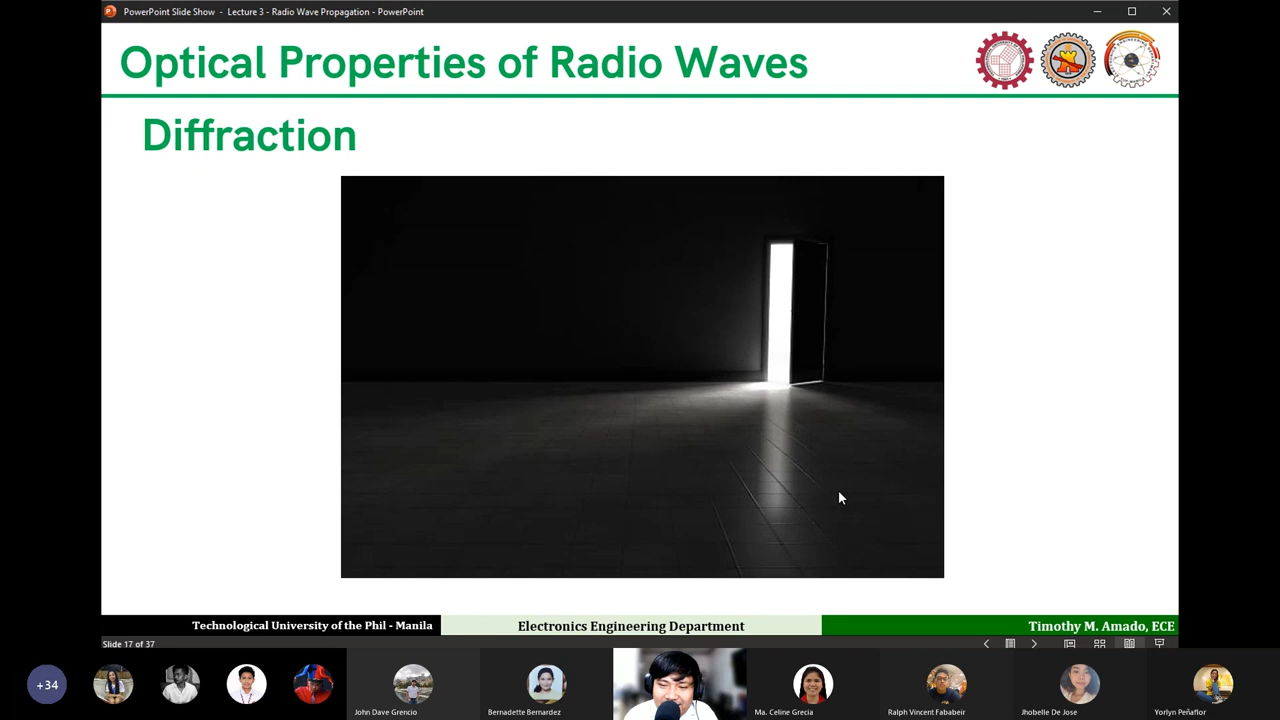 PowerPoint Slide Show - Lecture 3 - Radio Wave Propagation - PowerPoint
Optical Properties of Radio Waves
Diffraction
Technological University of the Phil - Manila
Electronics Engineering Department
Timothy M. Amado, ECE
Slide 17 of 37
+34
John Dave Grencio
Bernadette Bernardez
Ma. Celine Grecia
Ralph Vincent Fababeir
Jhobelle De Jose
Yorlyn Peñaflor